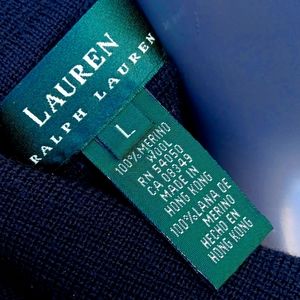 LAUREN
RALPH LAUREN
L
100% MERINO
WOOL
RN 54050
CA 08349
MADE IN
HONG KONG
100% LANA DE
MERINO
HECHO EN
HONG KONG